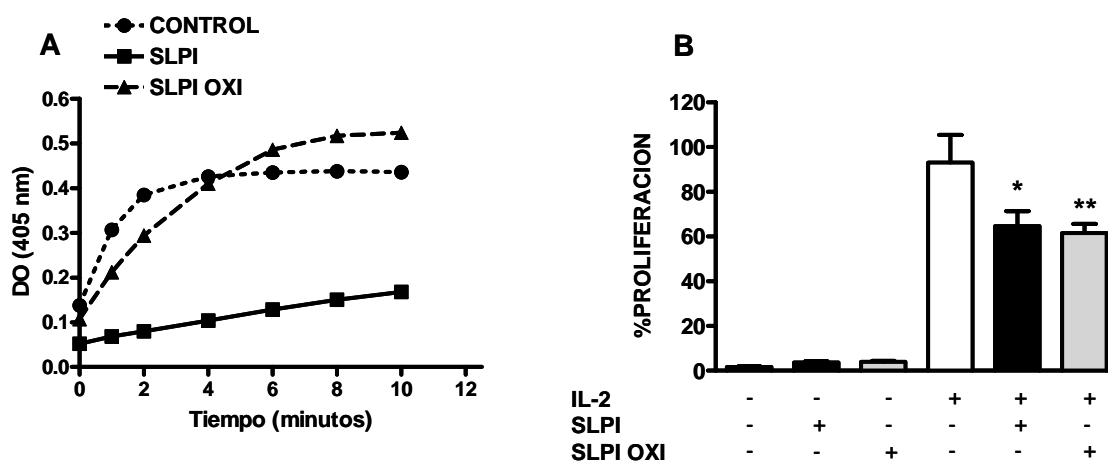 A
CONTROL
SLPI
SLPI OXI
DO (405 nm)
0.6
0.5
0.4
0.3
0.2
0.1
0.0
0 2 4 6 8 10 12
Tiempo (minutos)
B
%PROLIFERACION
120
100
80
60
40
20
0
* **
IL-2 - - - + + +
SLPI - + - - + -
SLPI OXI - - + - - +